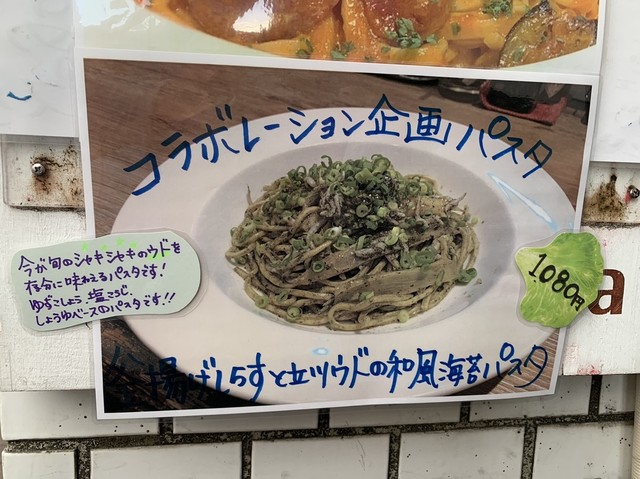 コラボレーション企画パスタ
今が旬のシャキシャキのウドを
存分に味わえるパスタです!
ゆずこしょう 塩こうじ
しょうゆベースのパスタです!!
1080円
a
揚げしらすと立川ウドの和風海苔パスタ